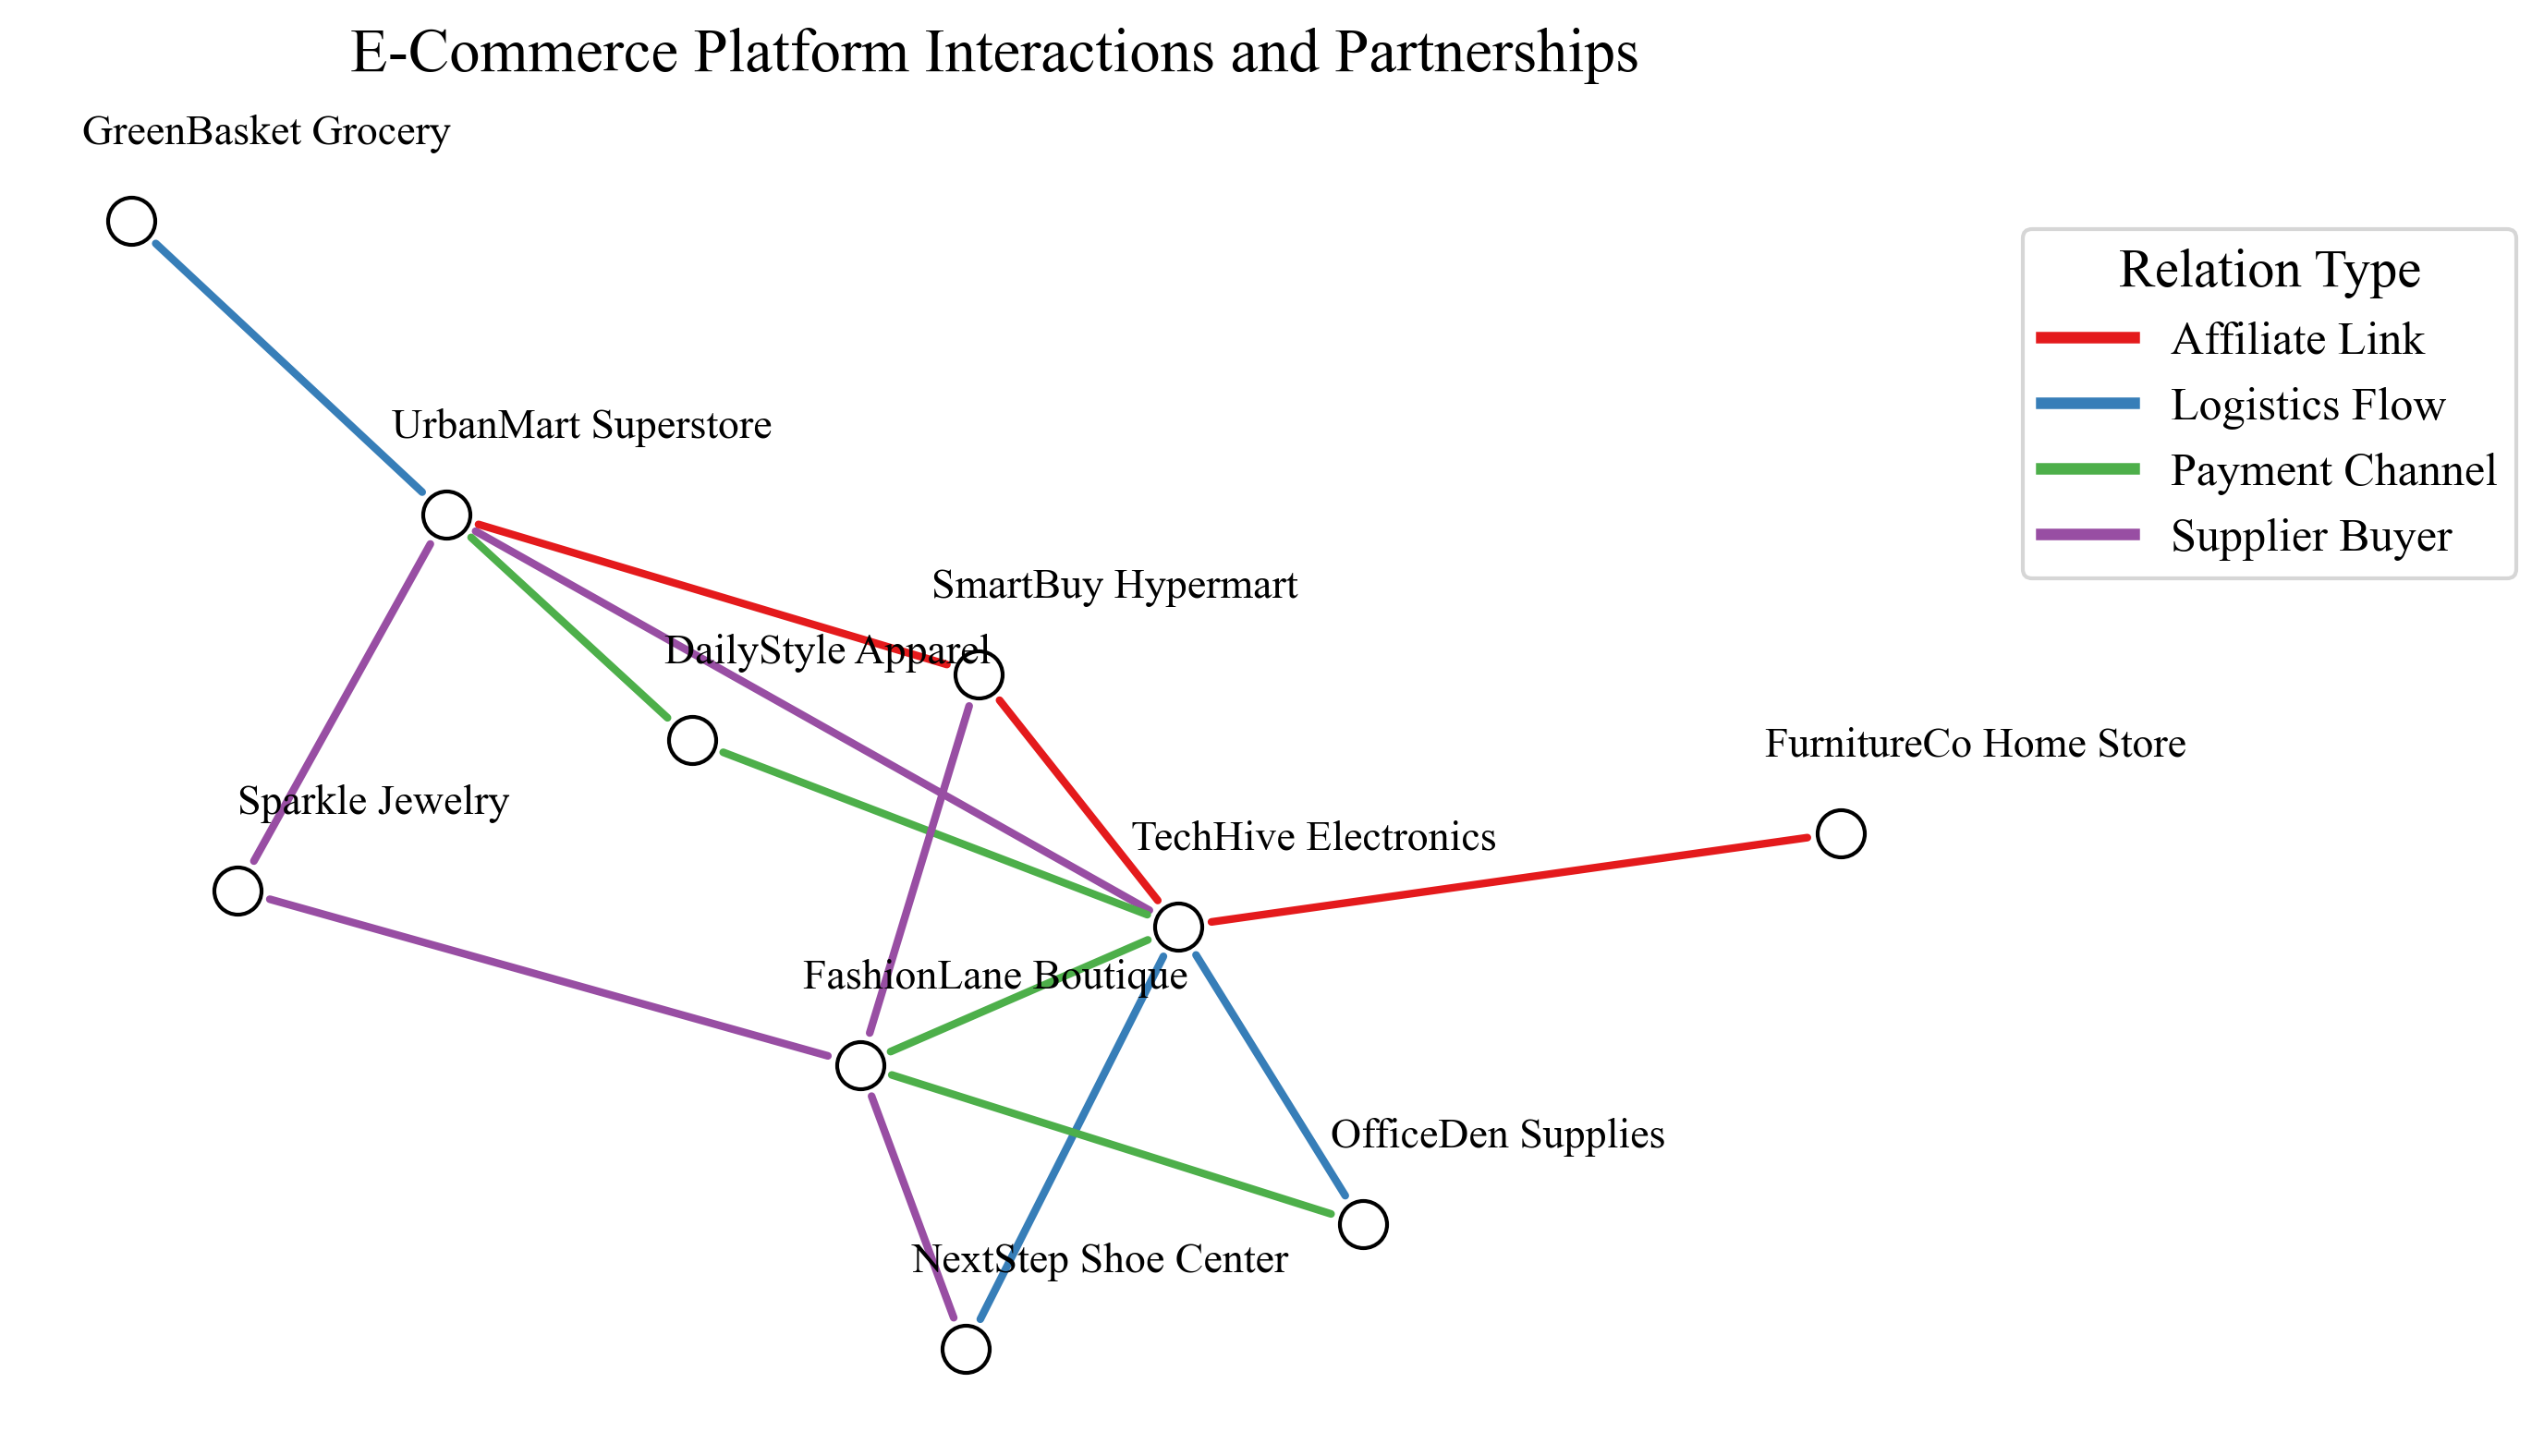 E-Commerce Platform Interactions and Partnerships
GreenBasket Grocery
UrbanMart Superstore
SmartBuy Hypermart
DailyStyle Apparel
FurnitureCo Home Store
Sparkle Jewelry
TechHive Electronics
FashionLane Boutique
OfficeDen Supplies
NextStep Shoe Center
Relation Type
Affiliate Link
Logistics Flow
Payment Channel
Supplier Buyer